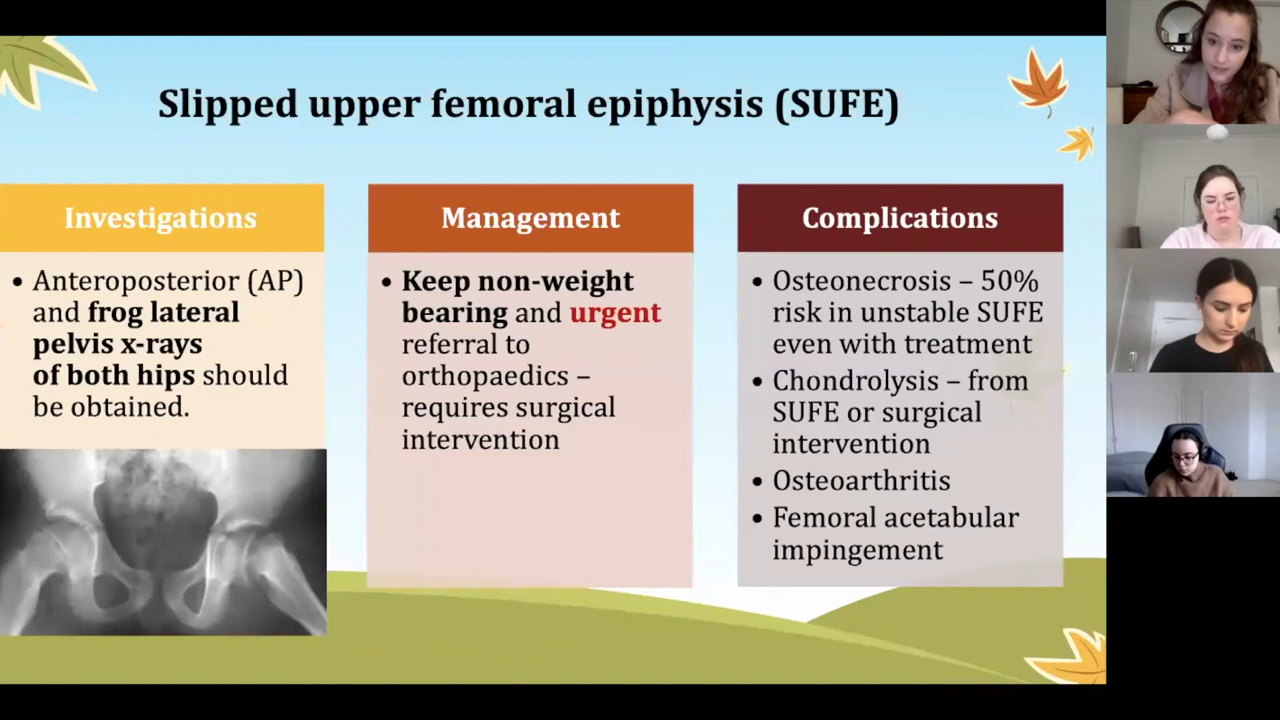 Slipped upper femoral epiphysis (SUFE)
Investigations
• Anteroposterior (AP)
and frog lateral
pelvis x-rays
of both hips should
be obtained.
Management
• Keep non-weight
bearing and urgent
referral to
orthopaedics –
requires surgical
intervention
Complications
• Osteonecrosis – 50%
risk in unstable SUFE
even with treatment
• Chondrolysis – from
SUFE or surgical
intervention
• Osteoarthritis
• Femoral acetabular
impingement